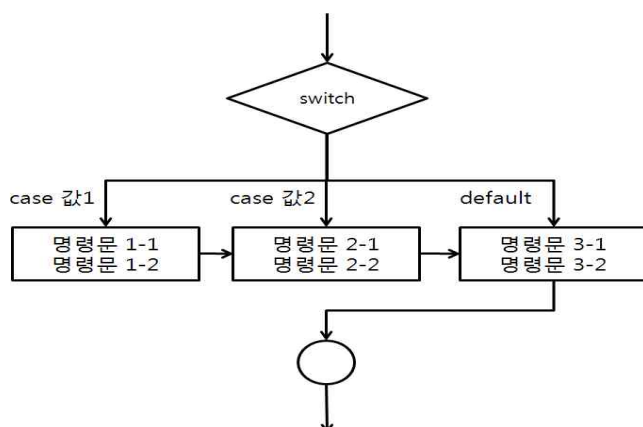 switch
case 값1
case 값2
default
명령문 1-1
명령문 1-2
명령문 2-1
명령문 2-2
명령문 3-1
명령문 3-2